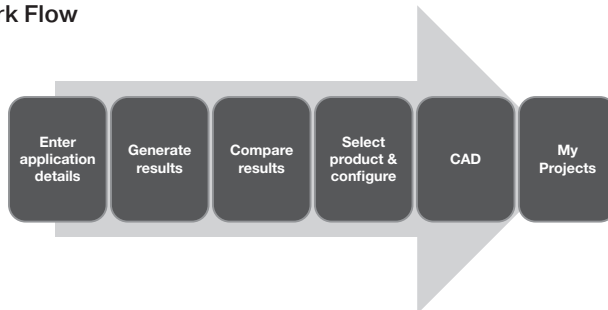 rk Flow
Enter
application
details
Generate
results
Compare
results
Select
product &
configure
CAD
My
Projects